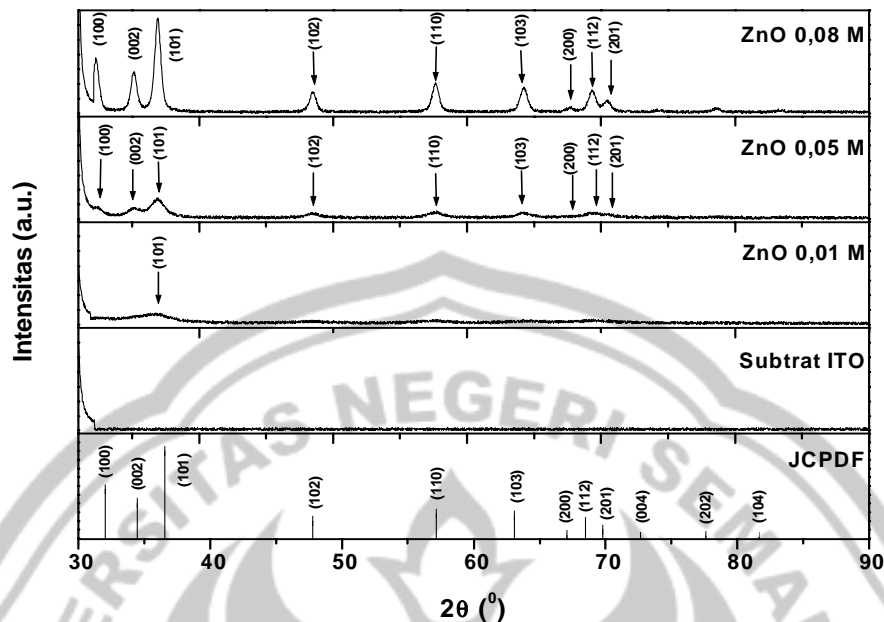 (100) (002) (101) (102) (110) (103) (200) (112) (201)
ZnO 0,08 M
(100) (002) (101) (102) (110) (103) (200) (112) (201)
ZnO 0,05 M
(101)
ZnO 0,01 M
Subtrat ITO
JCPDF
(100) (002) (101) (102) (110) (103) (200) (112) (201) (004) (202) (104)
30 40 50 60 70 80 90
2θ (⁰)
Intensitas (a.u.)
ERSITAS NEGERI SEMA